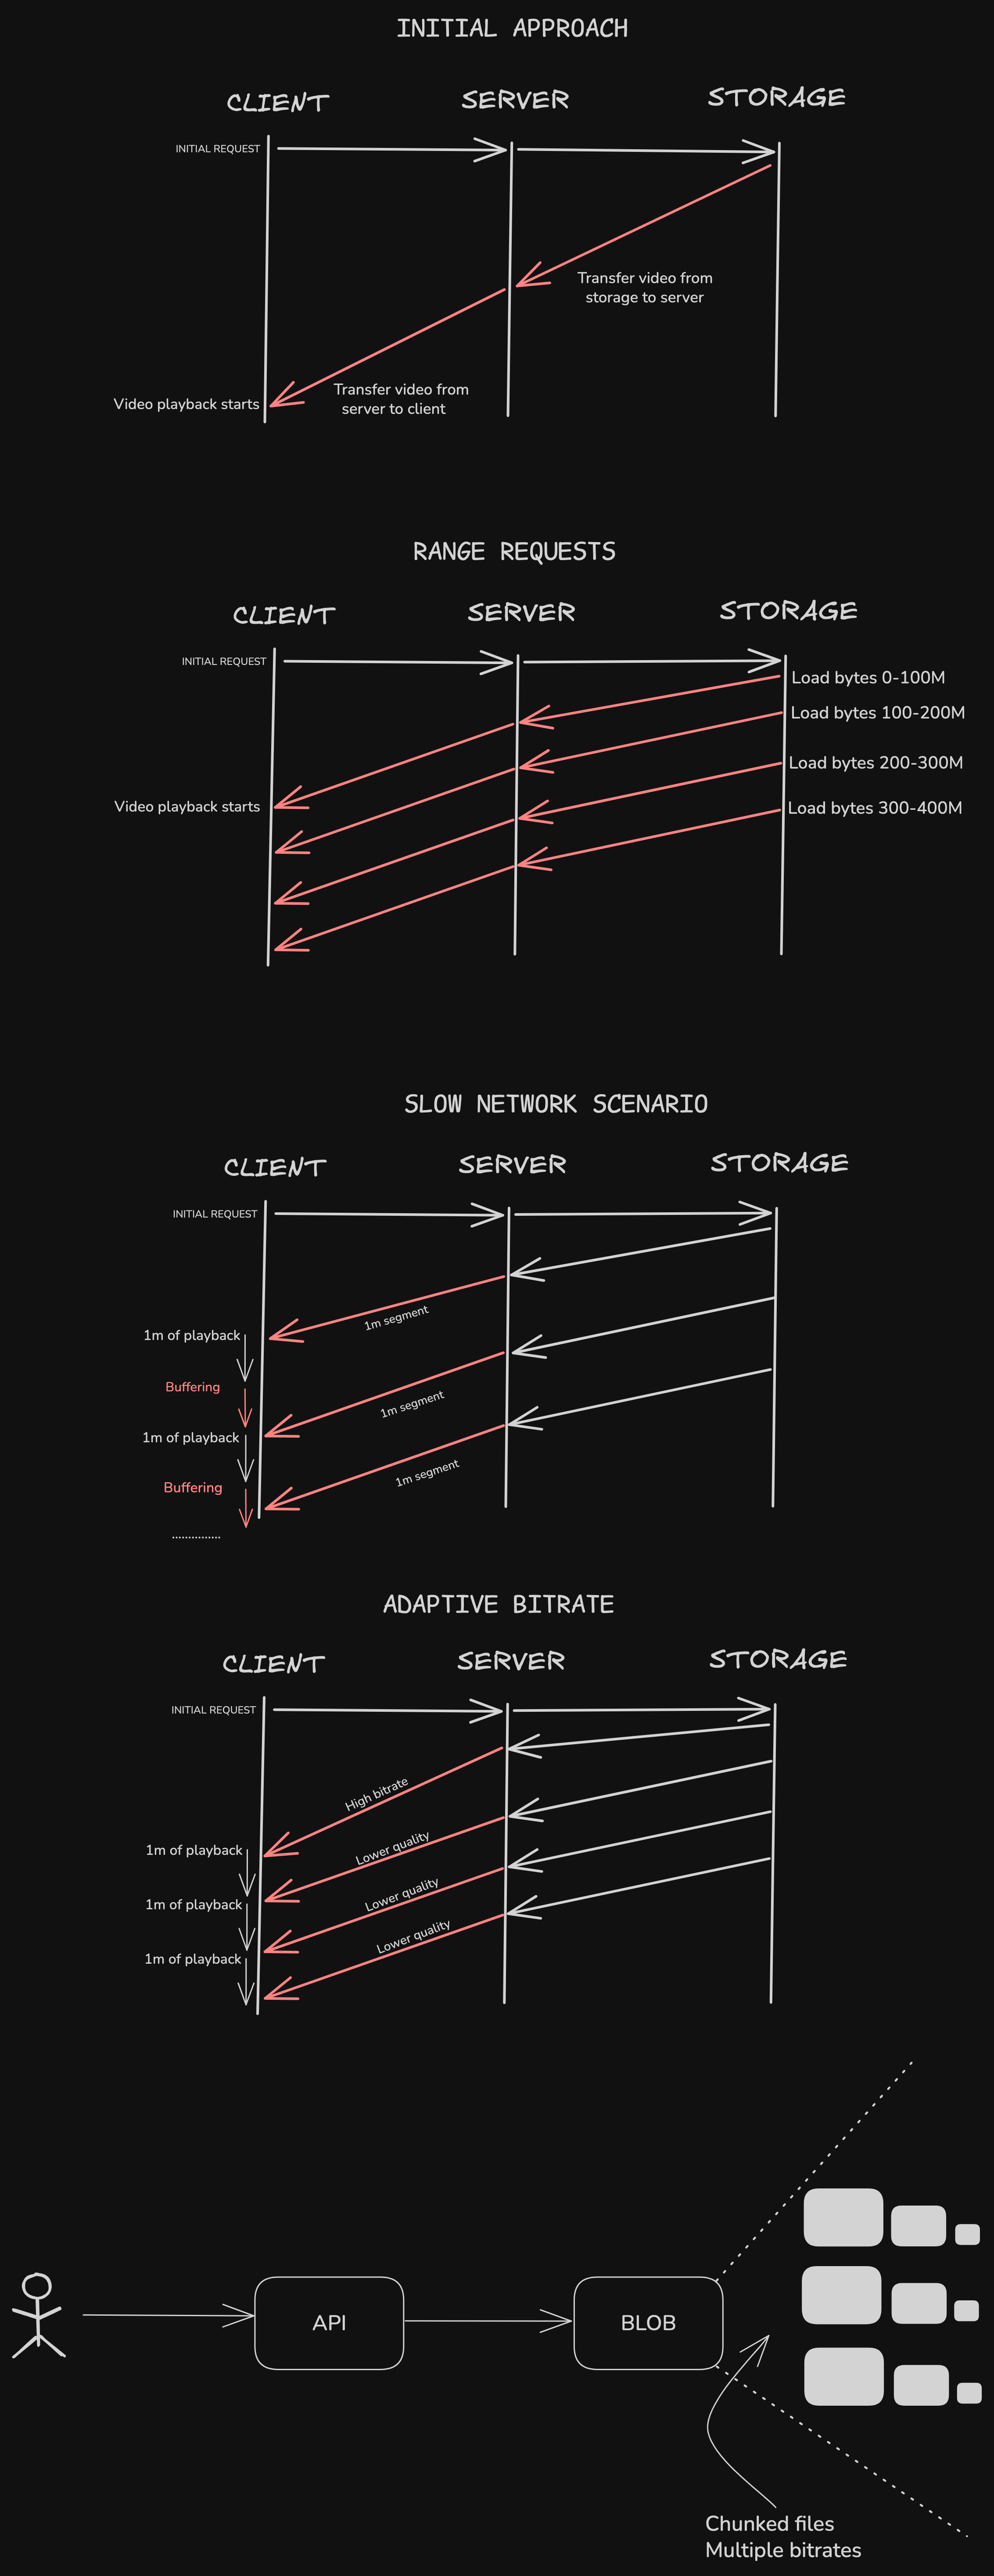 INITIAL APPROACH
CLIENT
SERVER
STORAGE
INITIAL REQUEST
Transfer video from
storage to server
Transfer video from
server to client
Video playback starts
RANGE REQUESTS
CLIENT
SERVER
STORAGE
INITIAL REQUEST
Load bytes 0-100M
Load bytes 100-200M
Load bytes 200-300M
Load bytes 300-400M
Video playback starts
SLOW NETWORK SCENARIO
CLIENT
SERVER
STORAGE
INITIAL REQUEST
1m segment
1m of playback
Buffering
1m segment
1m of playback
1m segment
Buffering
...............
ADAPTIVE BITRATE
CLIENT
SERVER
STORAGE
INITIAL REQUEST
High bitrate
Lower quality
1m of playback
Lower quality
1m of playback
Lower quality
1m of playback
API
BLOB
Chunked files
Multiple bitrates